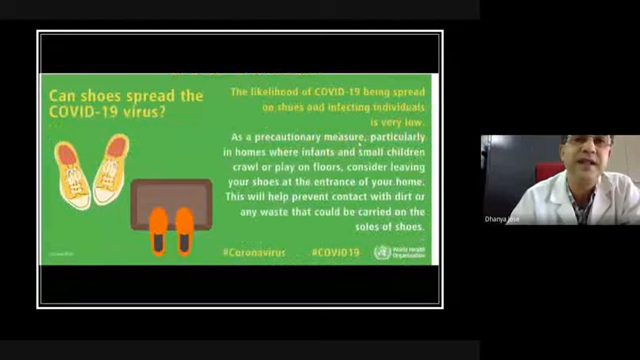 Can shoes spread the
COVID-19 virus?
The likelihood of COVID-19 being spread
on shoes and infecting individuals
is very low.
As a precautionary measure, particularly
in homes where infants and small children
crawl or play on floors, consider leaving
your shoes at the entrance of your home.
This will help prevent contact with dirt or
any waste that could be carried on the
soles of shoes.
#Coronavirus #COVID19
World Health
Organization
Dhanya Jose